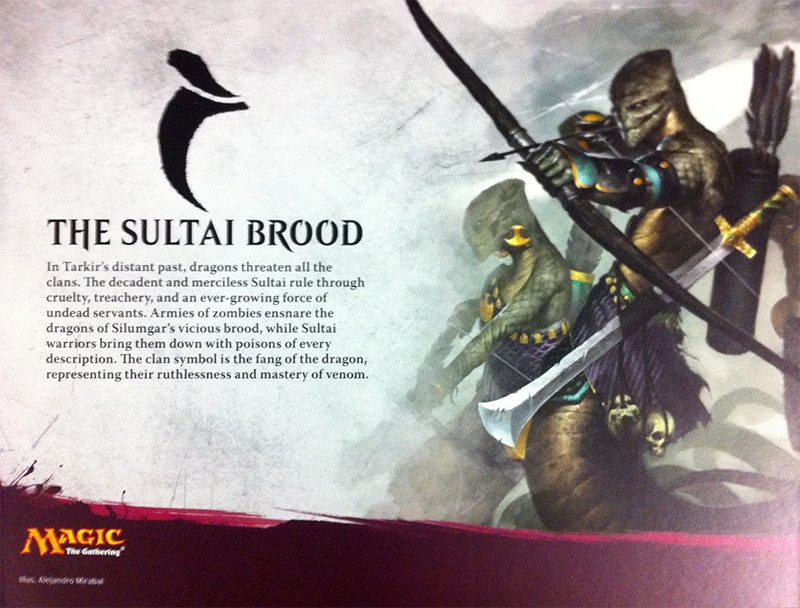 THE SULTAI BROOD
In Tarkir's distant past, dragons threaten all the
clans. The decadent and merciless Sultai rule through
cruelty, treachery, and an ever-growing force of
undead servants. Armies of zombies ensnare the
dragons of Silumgar's vicious brood, while Sultai
warriors bring them down with poisons of every
description. The clan symbol is the fang of the dragon,
representing their ruthlessness and mastery of venom.
MAGIC
The Gathering®
Illus. Alejandro Mirabal